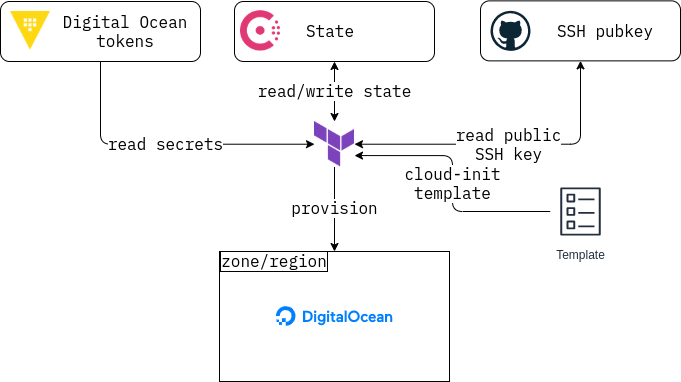 Digital Ocean
tokens
State
SSH pubkey
read/write state
read secrets
read public
SSH key
cloud-init
template
provision
Template
zone/region
DigitalOcean